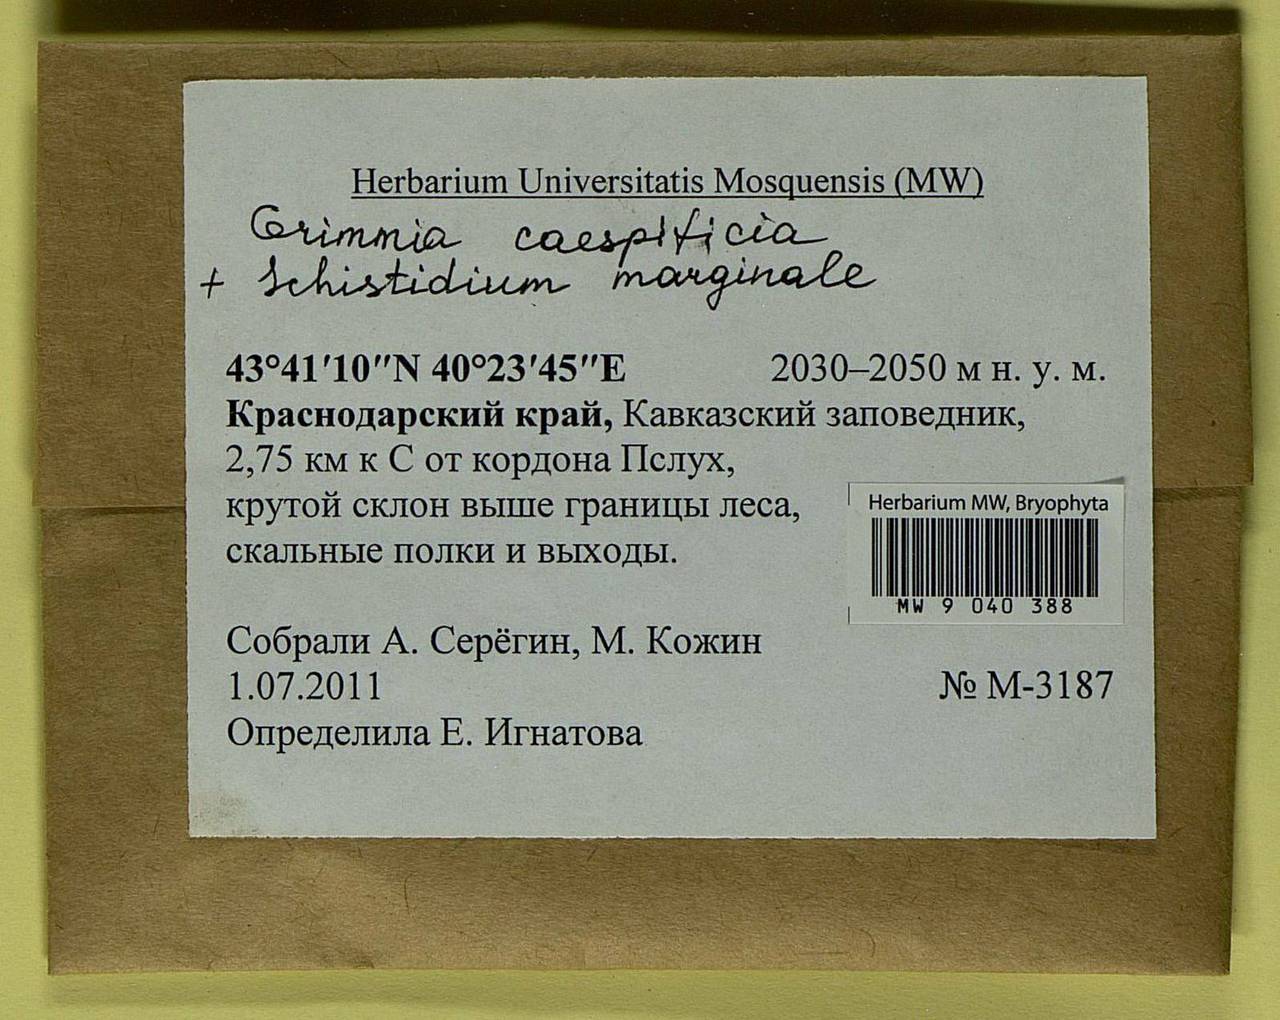 Herbarium Universitatis Mosquensis (MW)
Grimmia caespiticia
+ Schistidium marginale
43°41′10″N 40°23′45″E 2030–2050 м н. у. м.
Краснодарский край, Кавказский заповедник,
2,75 км к С от кордона Пслух,
крутой склон выше границы леса,
скальные полки и выходы.
Herbarium MW, Bryophyta
MW 9 040 388
Собрали А. Серёгин, М. Кожин
1.07.2011 № М-3187
Определила Е. Игнатова